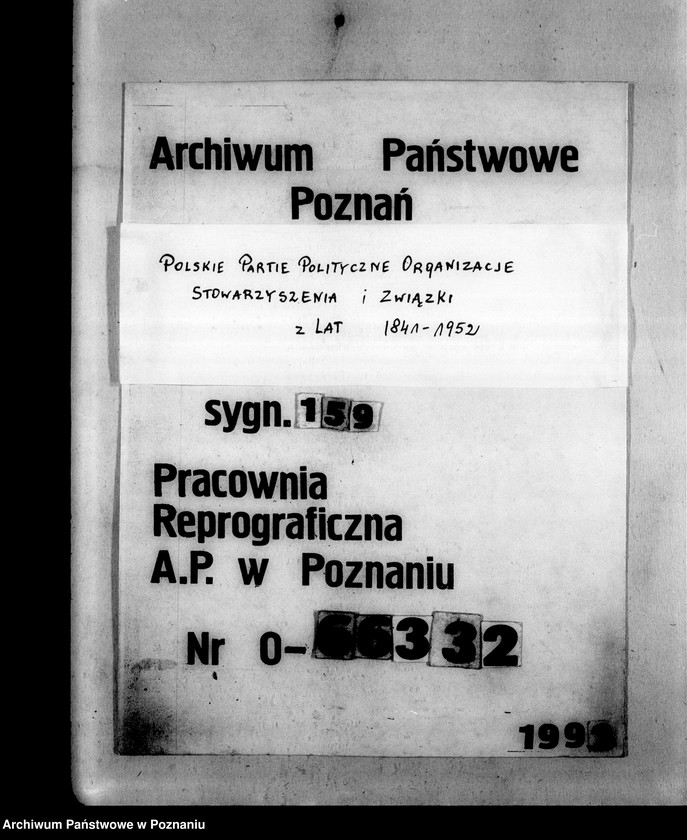 Archiwum Państwowe
Poznań
POLSKIE PARTIE POLITYCZNE ORGANIZACJE
STOWARZYSZENIA i ZWIĄZKI
z LAT 1841-1952
sygn. 159
Pracownia
Reprograficzna
A.P. w Poznaniu
Nr O-66332
Archiwum Państwowe w Poznaniu